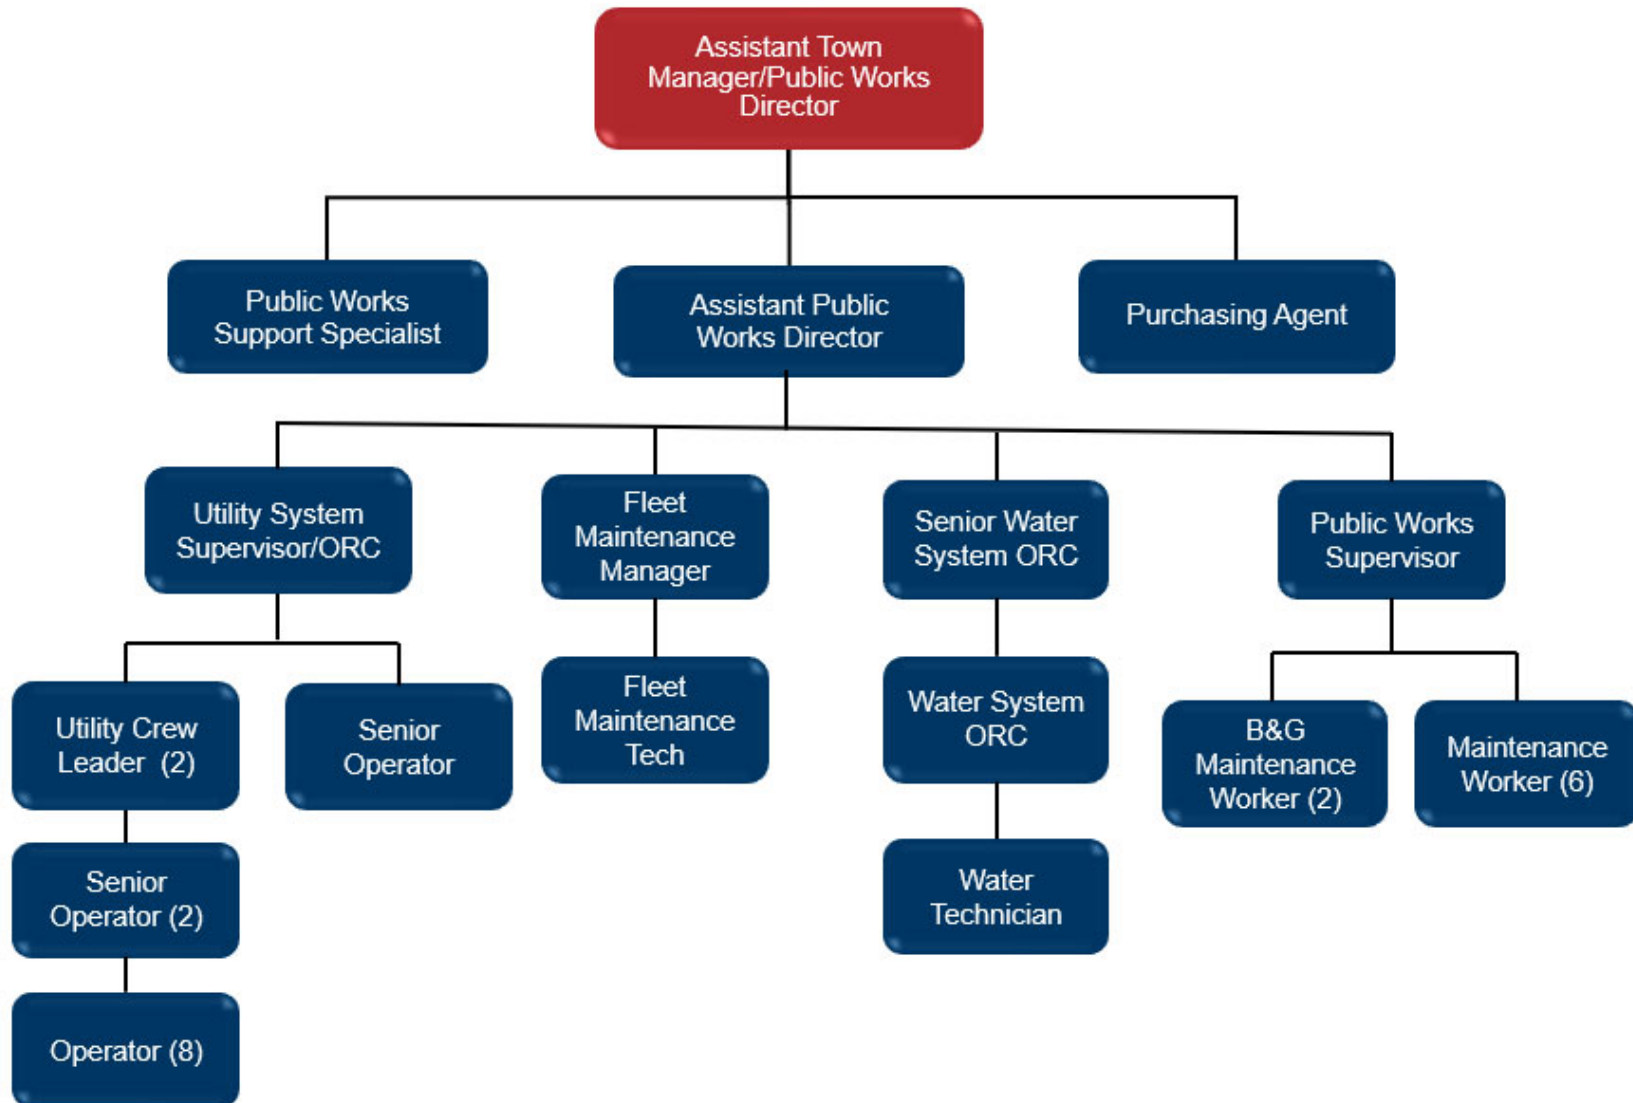 Assistant Town
Manager/Public Works
Director
Public Works
Support Specialist
Assistant Public
Works Director
Purchasing Agent
Utility System
Supervisor/ORC
Fleet
Maintenance
Manager
Senior Water
System ORC
Public Works
Supervisor
Utility Crew
Leader (2)
Senior
Operator
Fleet
Maintenance
Tech
Water System
ORC
B&G
Maintenance
Worker (2)
Maintenance
Worker (6)
Senior
Operator (2)
Water
Technician
Operator (8)